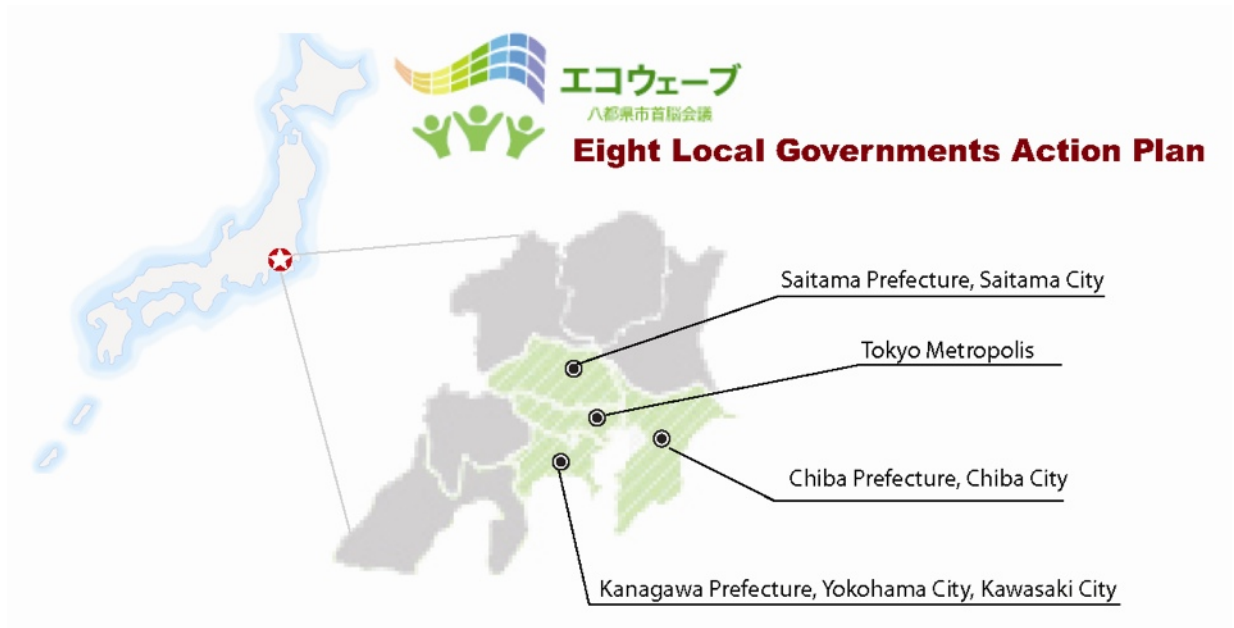 エコウェーブ
八都県市首脳会議
Eight Local Governments Action Plan
Saitama Prefecture, Saitama City
Tokyo Metropolis
Chiba Prefecture, Chiba City
Kanagawa Prefecture, Yokohama City, Kawasaki City